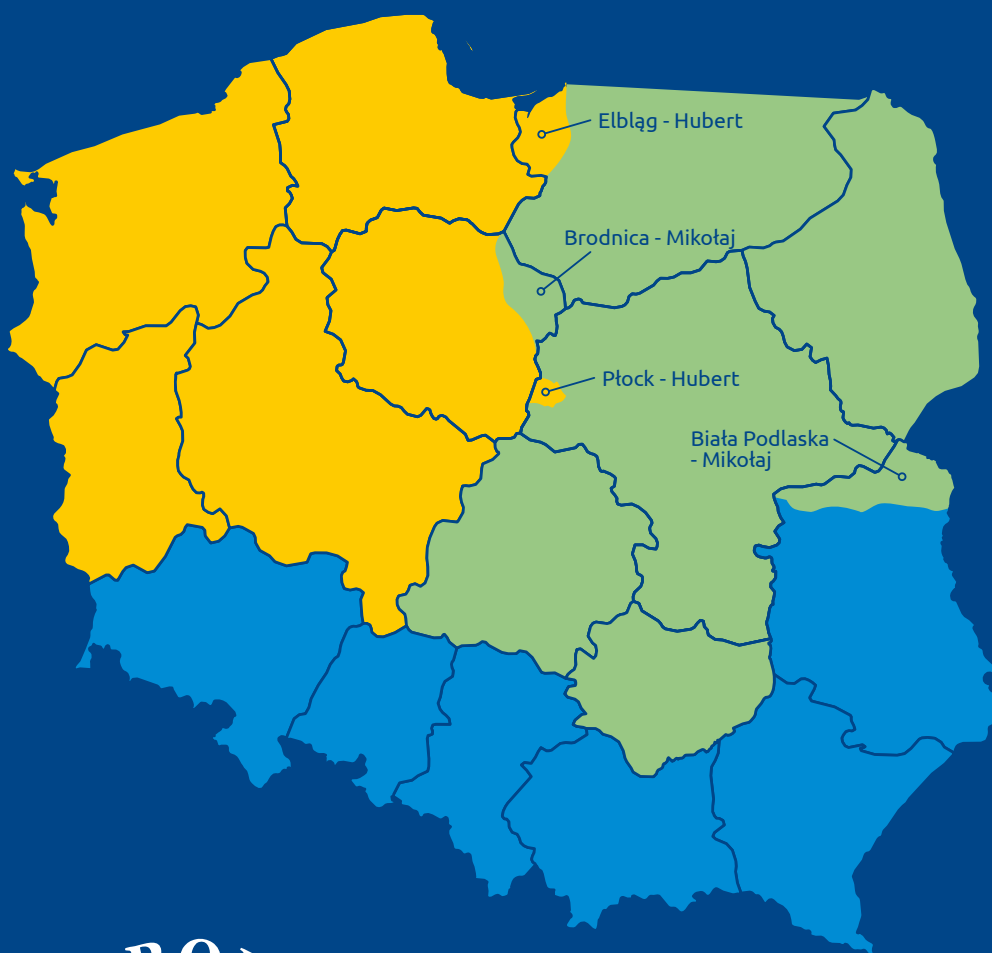 Elbląg - Hubert
Brodnica - Mikołaj
Płock - Hubert
Biała Podlaska
- Mikołaj